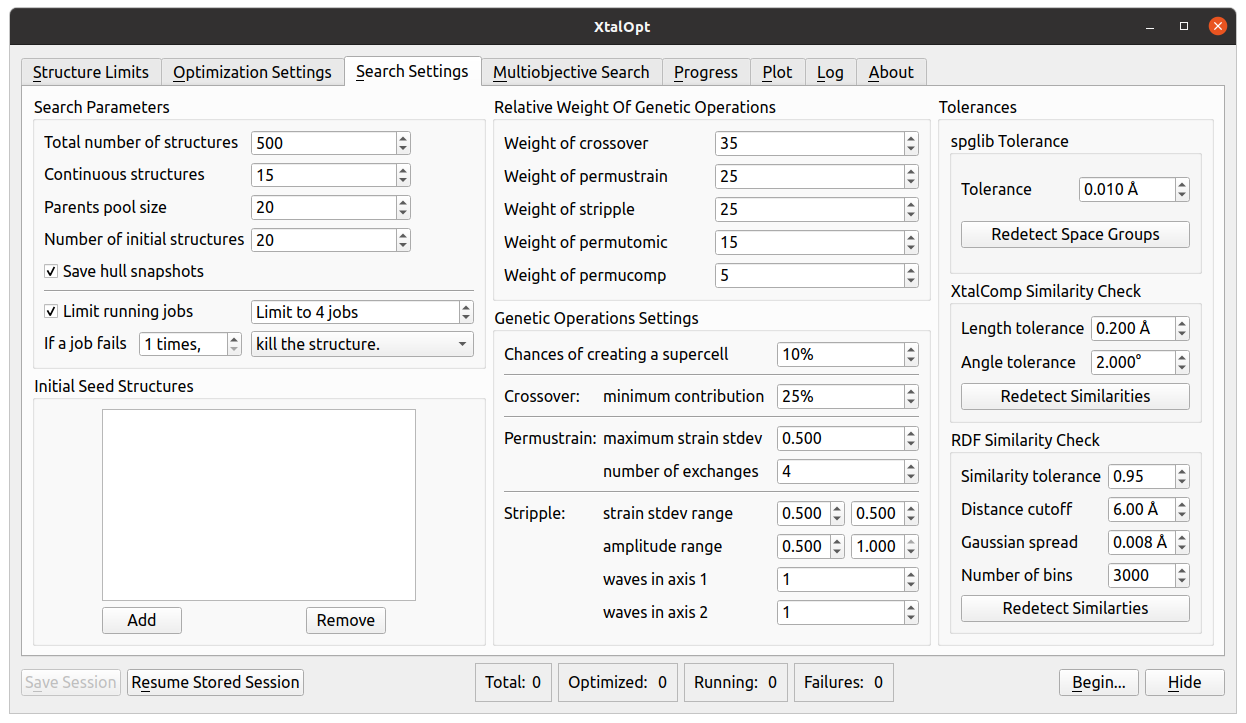 XtalOpt
Structure Limits
Optimization Settings
Search Settings
Multiobjective Search
Progress
Plot
Log
About
Search Parameters
Total number of structures 500
Continuous structures 15
Parents pool size 20
Number of initial structures 20
Save hull snapshots
Limit running jobs Limit to 4 jobs
If a job fails 1 times, kill the structure.
Initial Seed Structures
Add
Remove
Relative Weight Of Genetic Operations
Weight of crossover 35
Weight of permustrain 25
Weight of stripple 25
Weight of permutomic 15
Weight of permucomp 5
Genetic Operations Settings
Chances of creating a supercell 10%
Crossover: minimum contribution 25%
Permustrain: maximum strain stdev 0.500
number of exchanges 4
Stripple: strain stdev range 0.500 0.500
amplitude range 0.500 1.000
waves in axis 1 1
waves in axis 2 1
Tolerances
spglib Tolerance
Tolerance 0.010 Å
Redetect Space Groups
XtalComp Similarity Check
Length tolerance 0.200 Å
Angle tolerance 2.000°
Redetect Similarities
RDF Similarity Check
Similarity tolerance 0.95
Distance cutoff 6.00 Å
Gaussian spread 0.008 Å
Number of bins 3000
Redetect Similarties
Save Session
Resume Stored Session
Total: 0
Optimized: 0
Running: 0
Failures: 0
Begin...
Hide